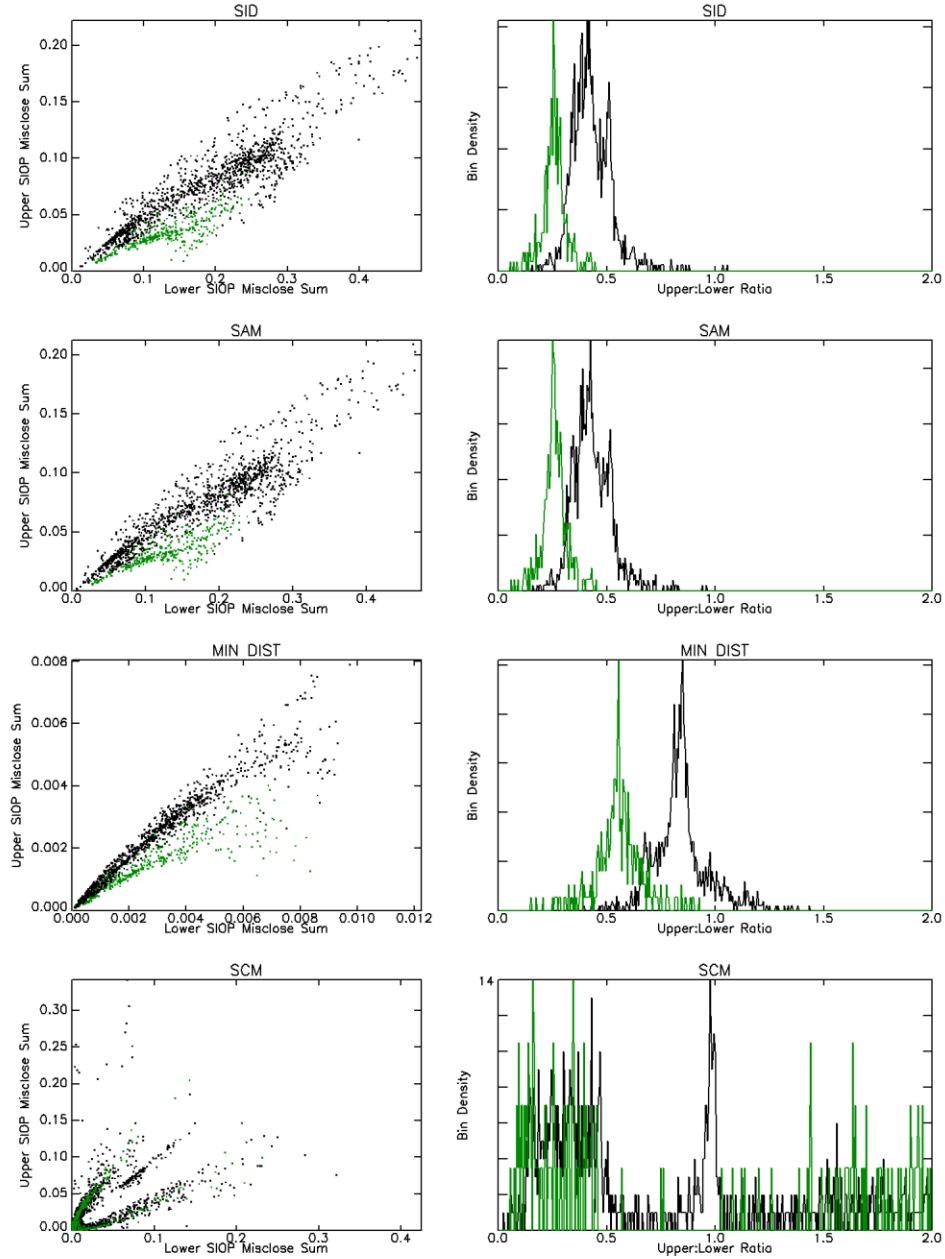 SID
Upper SIOP Misclose Sum
0.20
0.15
0.10
0.05
0.00
0.0 0.1 0.2 0.3 0.4
Lower SIOP Misclose Sum
SID
Bin Density
0.0 0.5 1.0 1.5 2.0
Upper:Lower Ratio
SAM
Upper SIOP Misclose Sum
0.20
0.15
0.10
0.05
0.00
0.0 0.1 0.2 0.3 0.4
Lower SIOP Misclose Sum
SAM
Bin Density
0.0 0.5 1.0 1.5 2.0
Upper:Lower Ratio
MIN DIST
Upper SIOP Misclose Sum
0.008
0.006
0.004
0.002
0.000
0.000 0.002 0.004 0.006 0.008 0.010 0.012
Lower SIOP Misclose Sum
MIN DIST
Bin Density
0.0 0.5 1.0 1.5 2.0
Upper:Lower Ratio
SCM
Upper SIOP Misclose Sum
0.30
0.25
0.20
0.15
0.10
0.05
0.00
0.0 0.1 0.2 0.3 0.4
Lower SIOP Misclose Sum
SCM
14
Bin Density
0.0 0.5 1.0 1.5 2.0
Upper:Lower Ratio